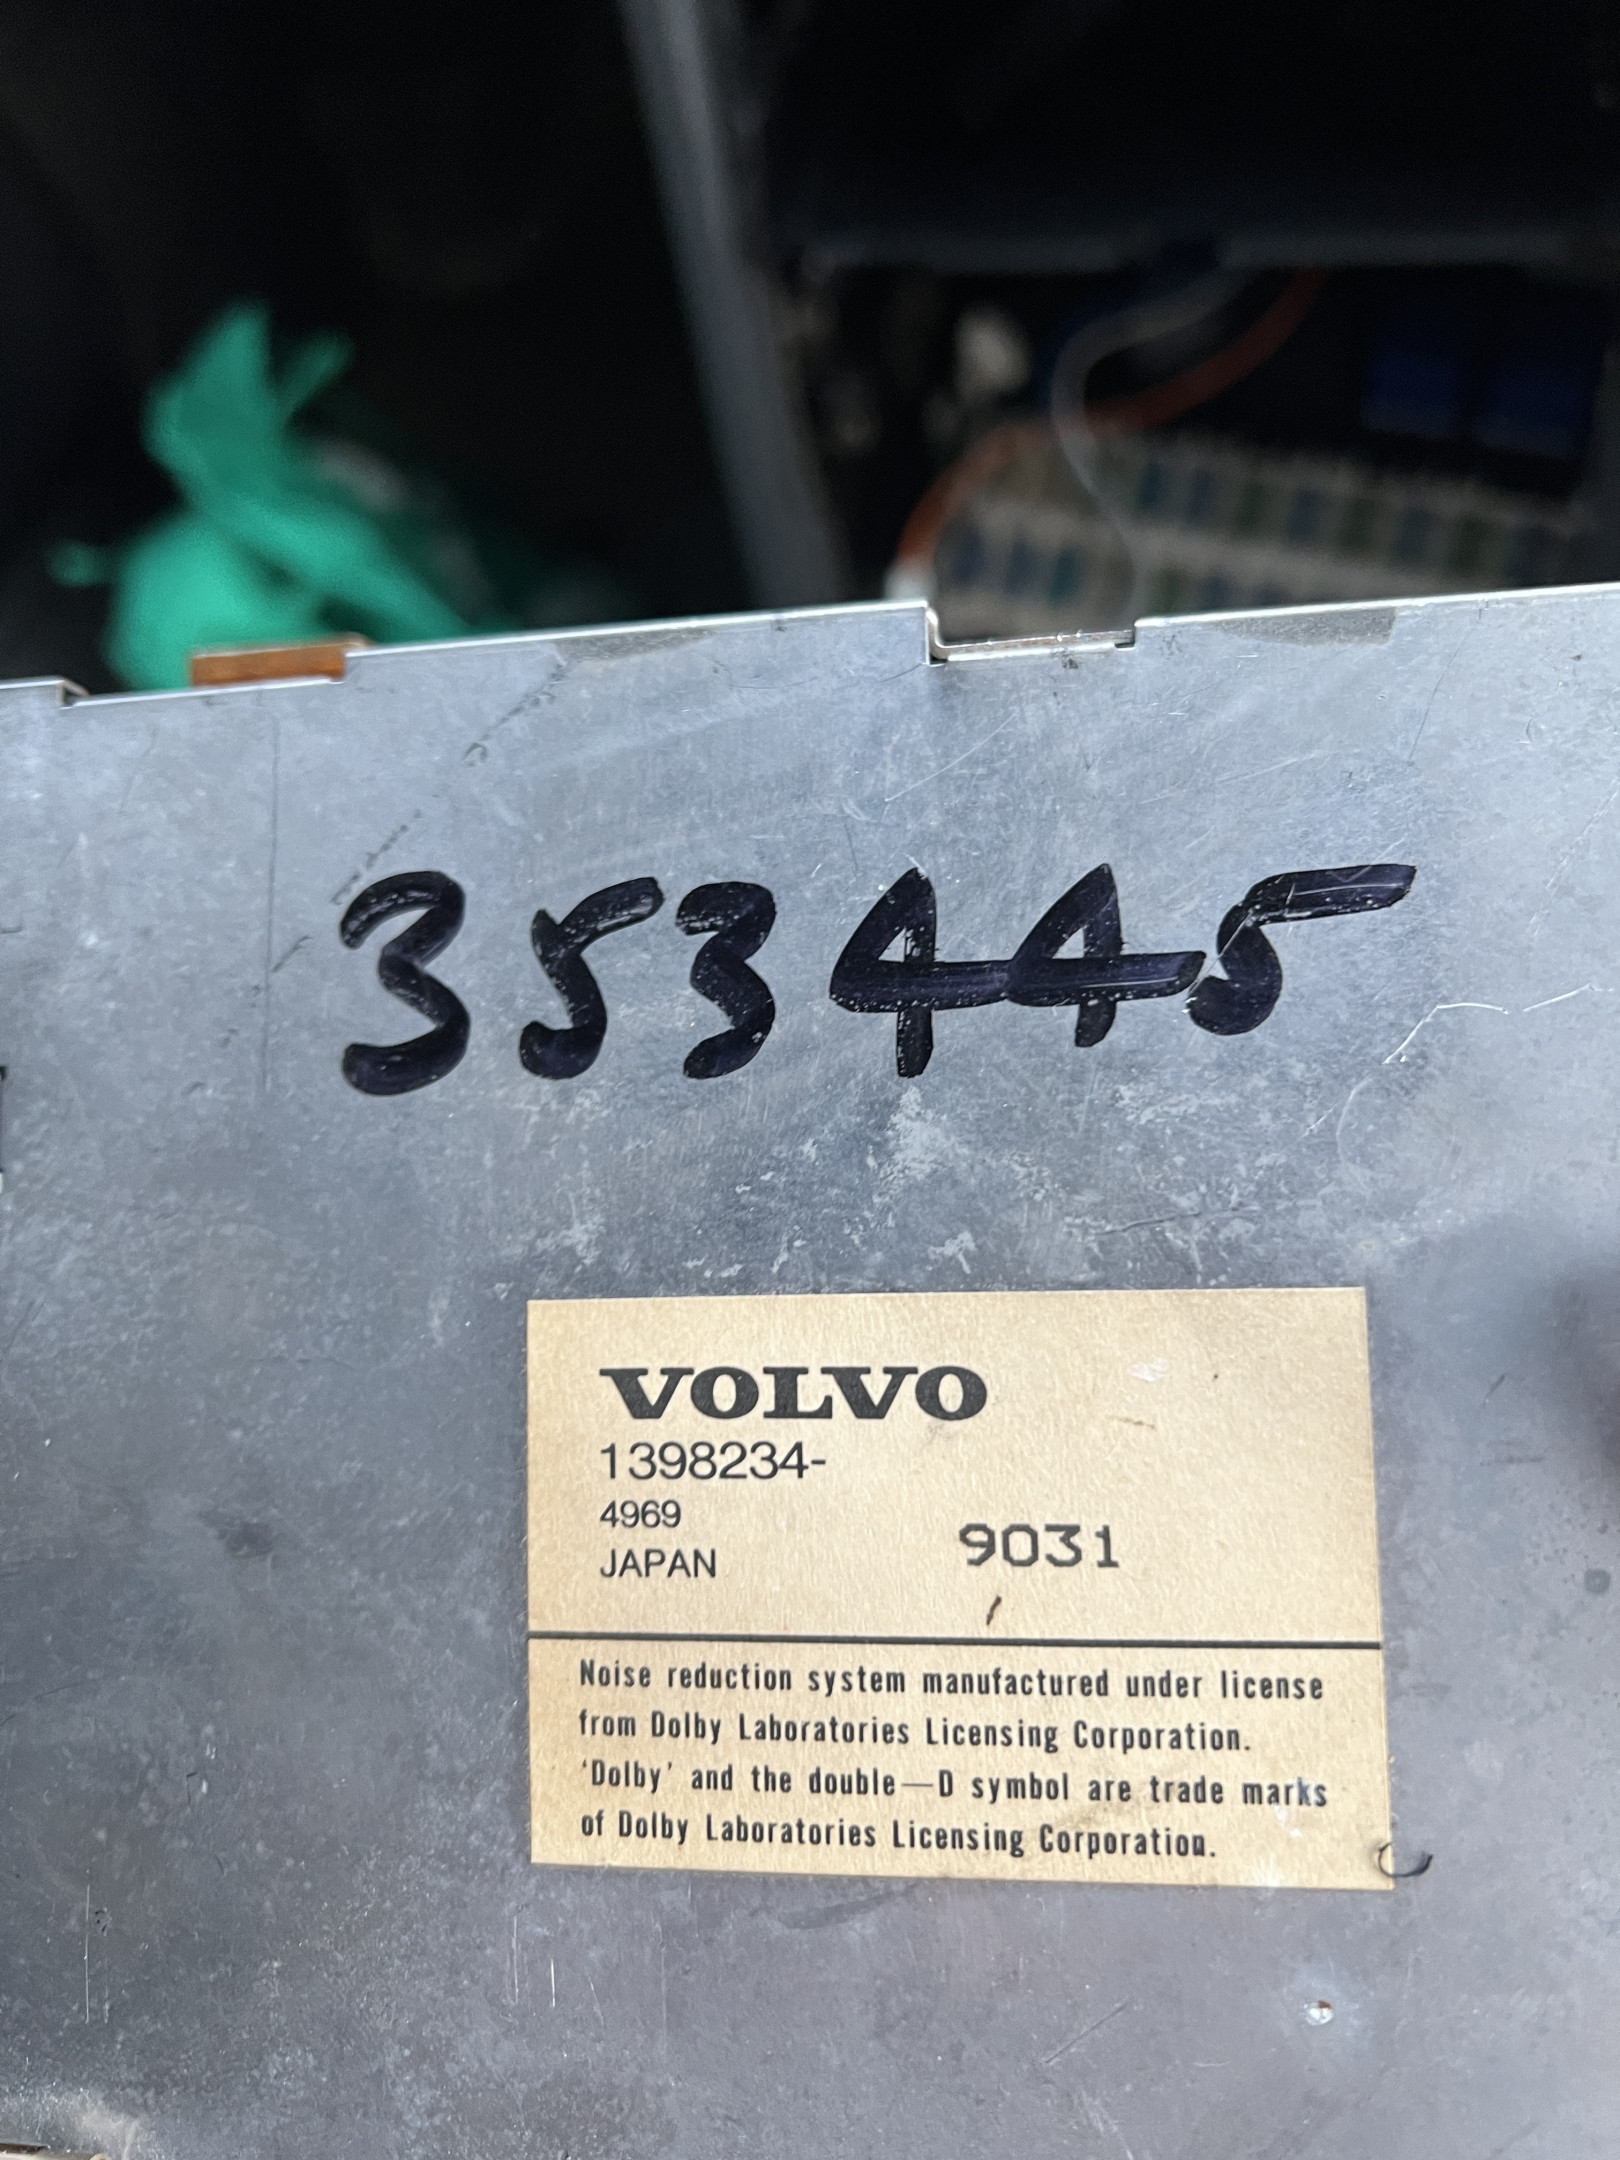 353445
VOLVO
1398234-
4969
JAPAN
9031
Noise reduction system manufactured under license
from Dolby Laboratories Licensing Corporation.
'Dolby' and the double—D symbol are trade marks
of Dolby Laboratories Licensing Corporation.